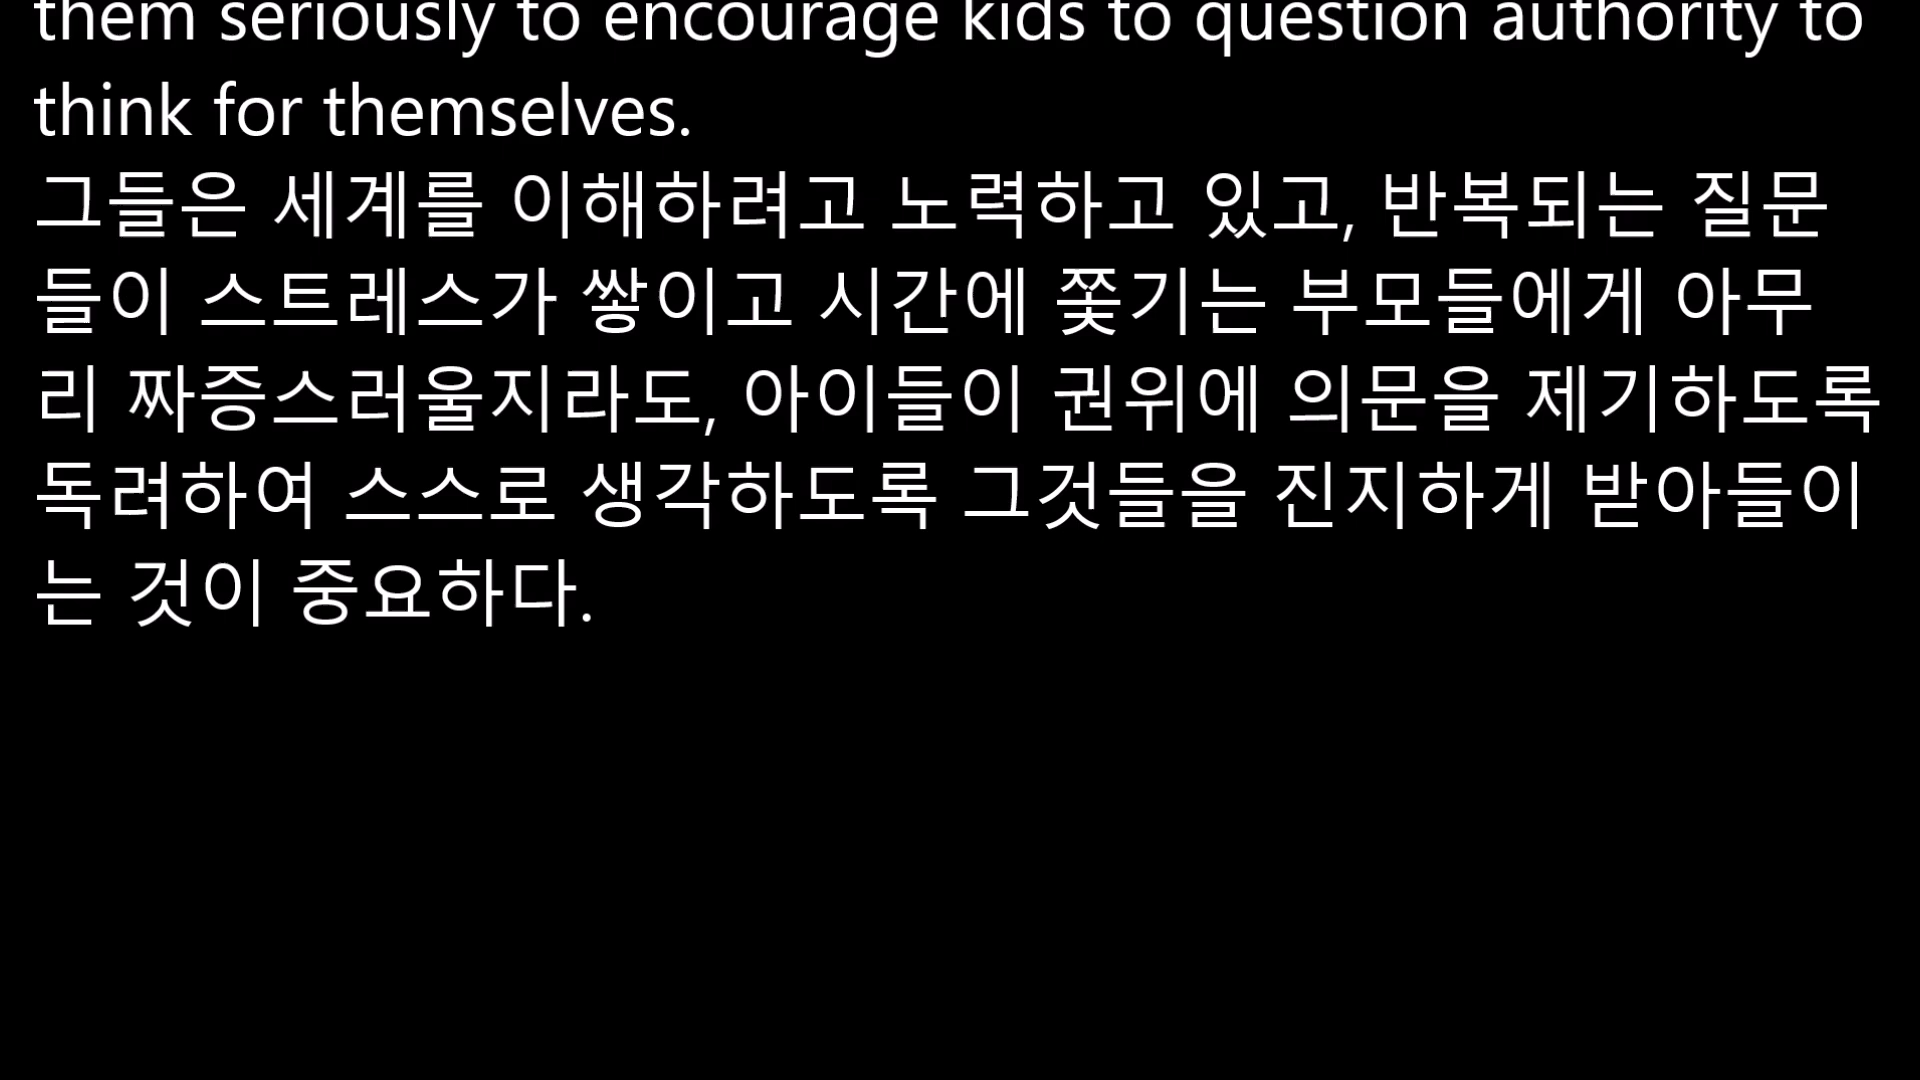 them seriously to encourage kids to question authority to
think for themselves.
그들은 세계를 이해하려고 노력하고 있고, 반복되는 질문
들이 스트레스가 쌓이고 시간에 쫓기는 부모들에게 아무
리 짜증스러울지라도, 아이들이 권위에 의문을 제기하도록
독려하여 스스로 생각하도록 그것들을 진지하게 받아들이
는 것이 중요하다.